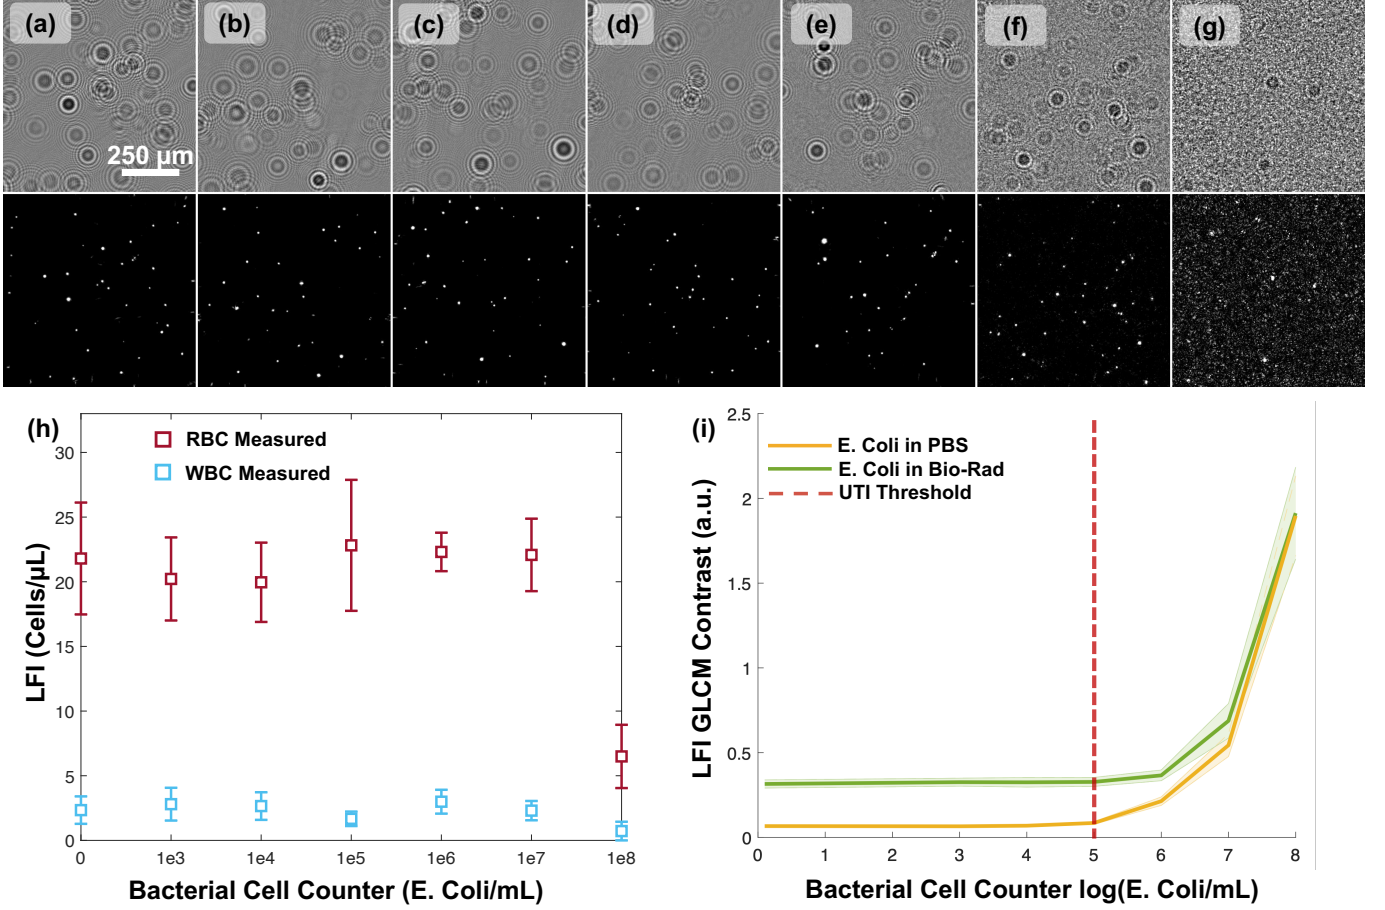 (a) (b) (c) (d) (e) (f) (g)
250 µm
(h)
RBC Measured
WBC Measured
30
25
20
15
10
5
0
LFI (Cells/µL)
0 1e3 1e4 1e5 1e6 1e7 1e8
Bacterial Cell Counter (E. Coli/mL)
(i)
E. Coli in PBS
E. Coli in Bio-Rad
UTI Threshold
2.5
2
1.5
1
0.5
0
LFI GLCM Contrast (a.u.)
0 1 2 3 4 5 6 7 8
Bacterial Cell Counter log(E. Coli/mL)